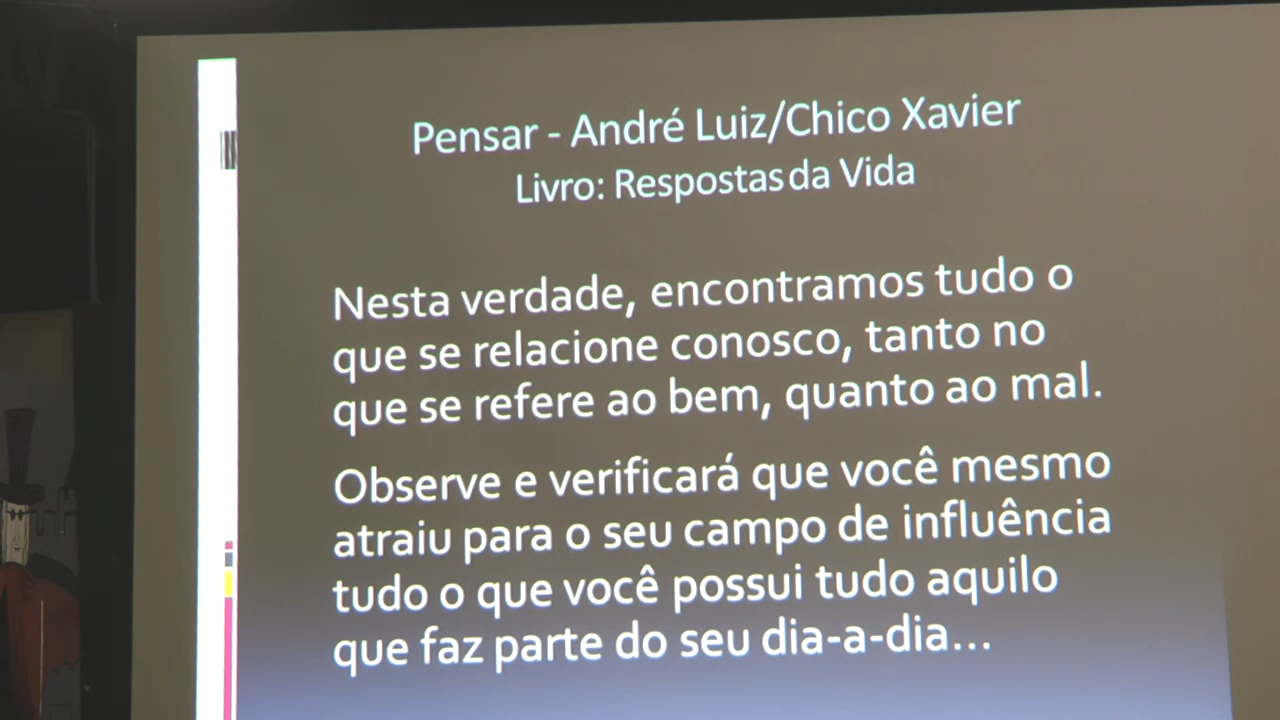 Pensar - André Luiz/Chico Xavier
Livro: Respostas da Vida
Nesta verdade, encontramos tudo o
que se relacione conosco, tanto no
que se refere ao bem, quanto ao mal.
Observe e verificará que você mesmo
atraiu para o seu campo de influência
tudo o que você possui tudo aquilo
que faz parte do seu dia-a-dia...